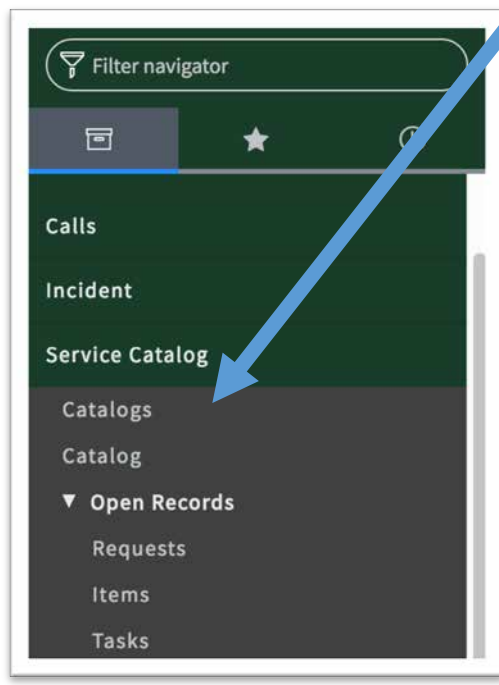 Filter navigator
Calls
Incident
Service Catalog
Catalogs
Catalog
Open Records
Requests
Items
Tasks